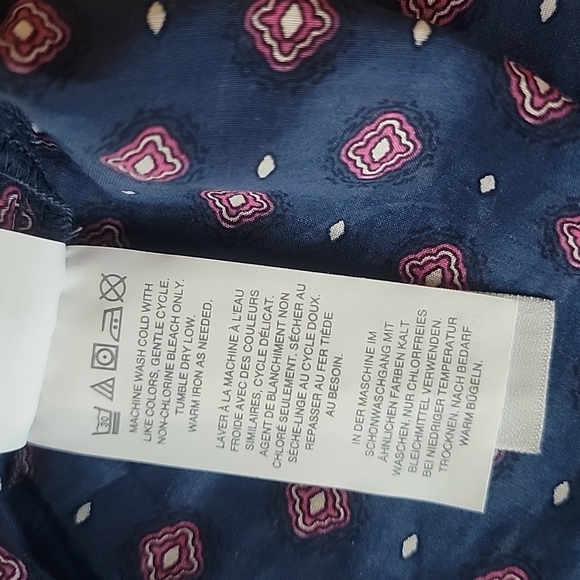 30
MACHINE WASH COLD WITH
LIKE COLORS, GENTLE CYCLE.
NON-CHLORINE BLEACH ONLY.
TUMBLE DRY LOW.
WARM IRON AS NEEDED.
LAVER À LA MACHINE À L'EAU
FROIDE AVEC DES COULEURS
SIMILAIRES, CYCLE DÉLICAT.
AGENT DE BLANCHIMENT NON
CHLORÉ SEULEMENT. SÉCHER AU
SÈCHE-LINGE AU CYCLE DOUX.
REPASSER AU FER TIÈDE
AU BESOIN.
IN DER MASCHINE IM
SCHONWASCHGANG MIT
ÄHNLICHEN FARBEN KALT
WASCHEN. NUR CHLORFREIES
BLEICHMITTEL VERWENDEN.
BEI NIEDRIGER TEMPERATUR
TROCKNEN. NACH BEDARF
WARM BÜGELN.